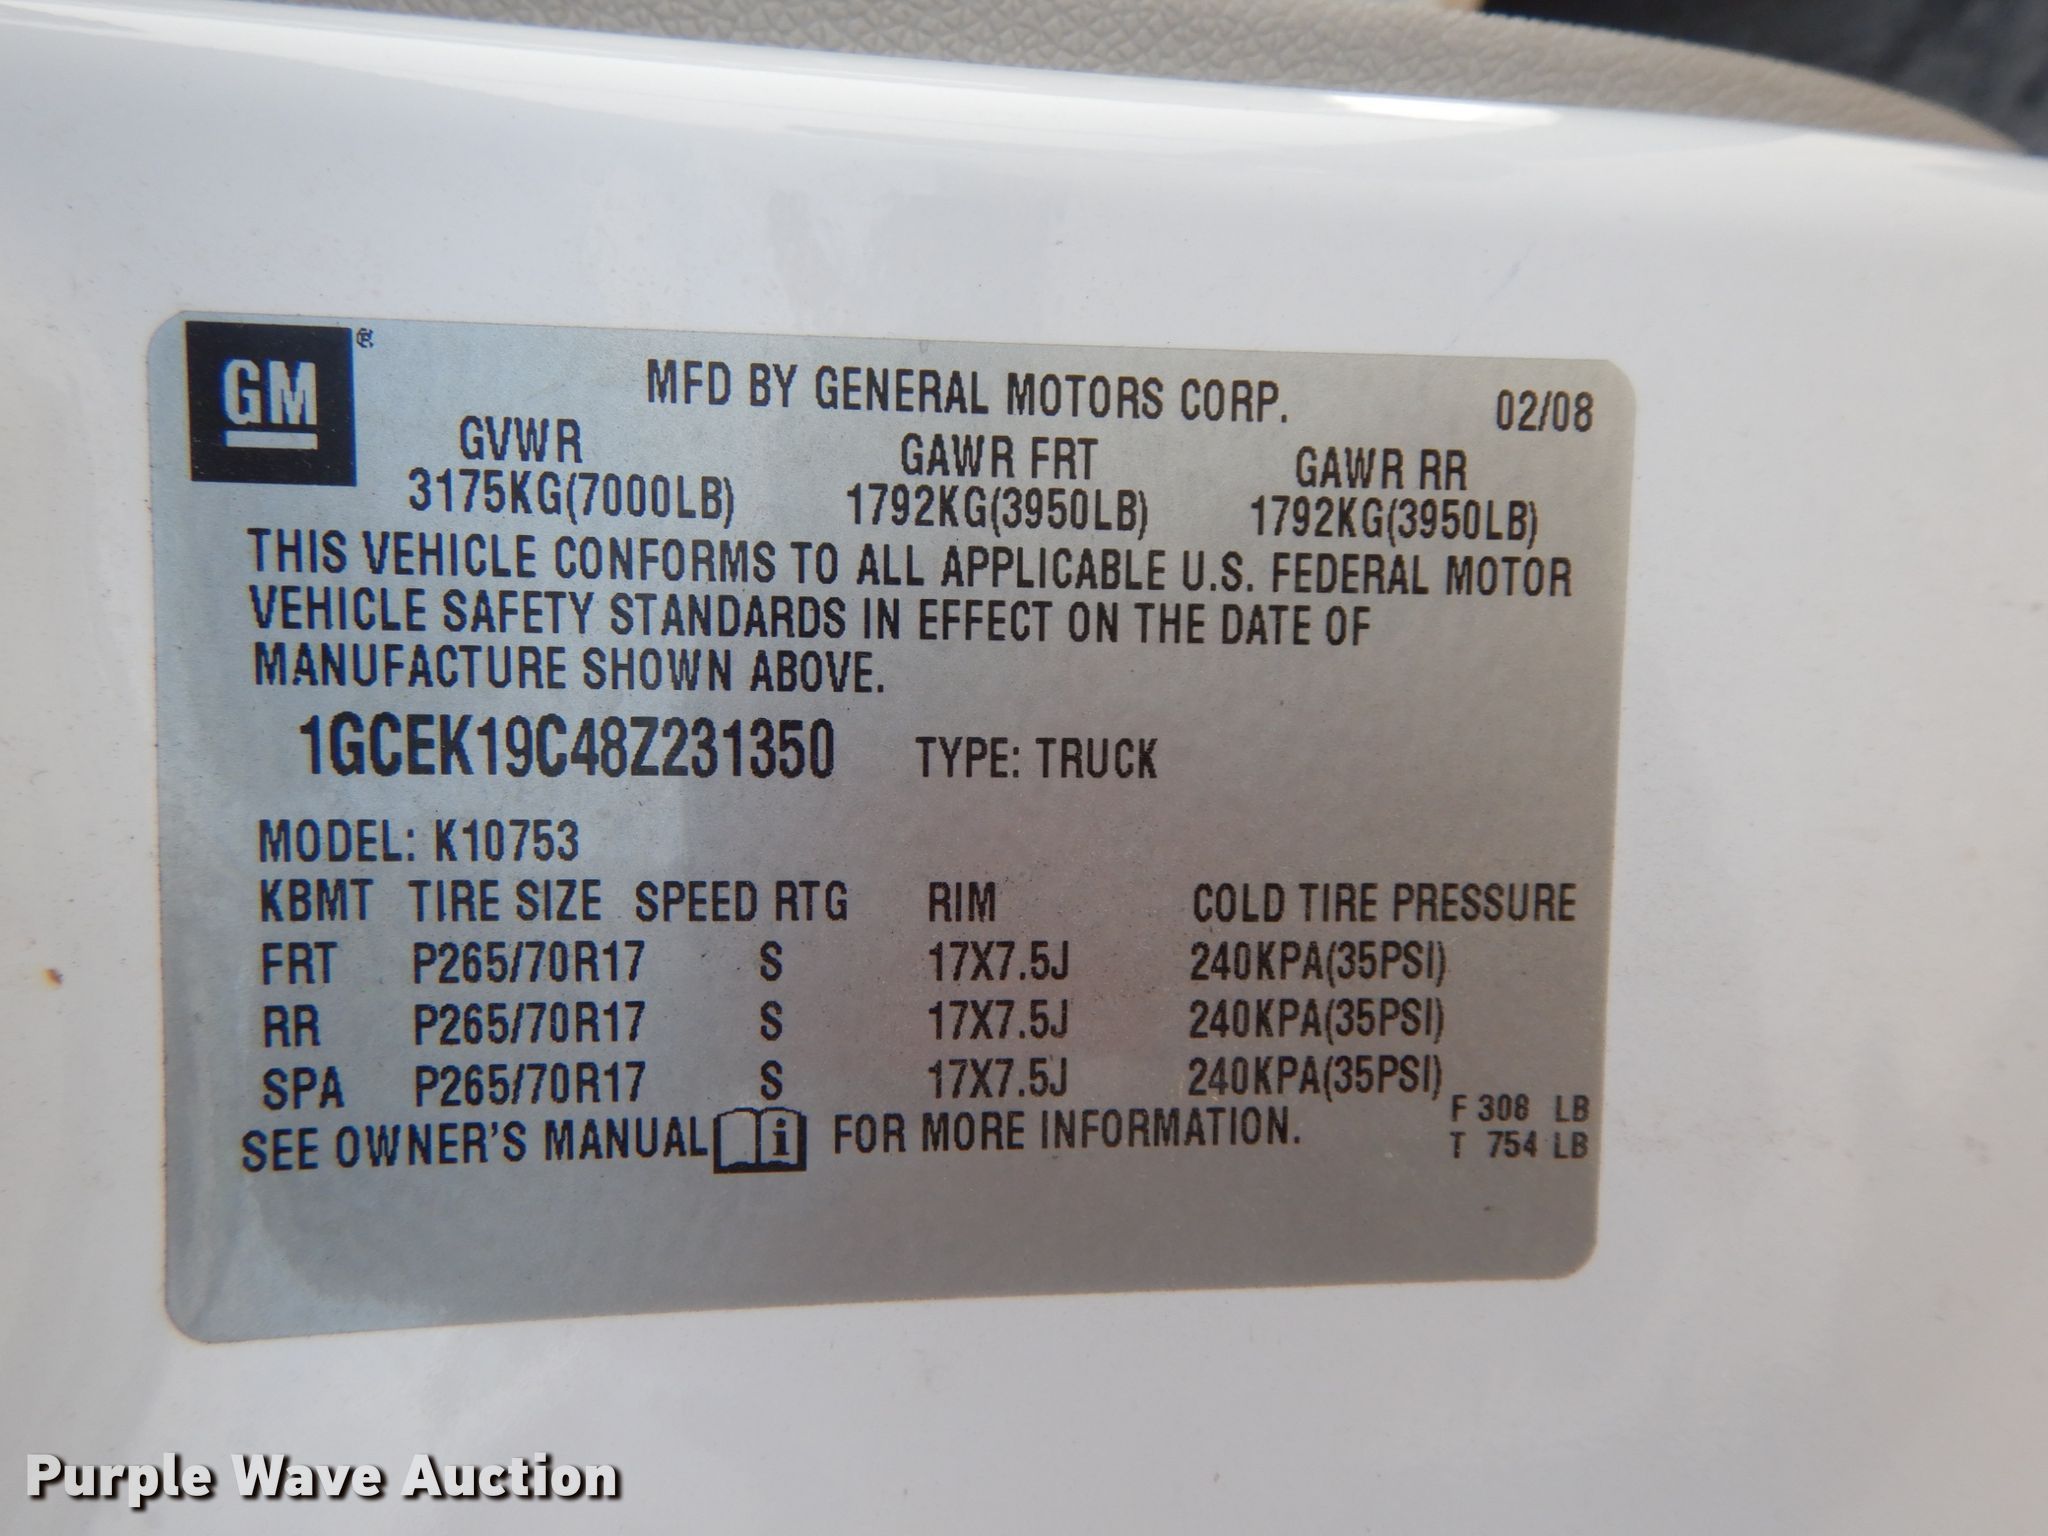 GM ®
MFD BY GENERAL MOTORS CORP. 02/08
GVWR GAWR FRT GAWR RR
3175KG(7000LB) 1792KG(3950LB) 1792KG(3950LB)
THIS VEHICLE CONFORMS TO ALL APPLICABLE U.S. FEDERAL MOTOR
VEHICLE SAFETY STANDARDS IN EFFECT ON THE DATE OF
MANUFACTURE SHOWN ABOVE.
1GCEK19C48Z231350 TYPE: TRUCK
MODEL: K10753
KBMT TIRE SIZE SPEED RTG RIM COLD TIRE PRESSURE
FRT P265/70R17 S 17X7.5J 240KPA(35PSI)
RR P265/70R17 S 17X7.5J 240KPA(35PSI)
SPA P265/70R17 S 17X7.5J 240KPA(35PSI)
F 308 LB
SEE OWNER'S MANUAL i FOR MORE INFORMATION. T 754 LB
Purple Wave Auction